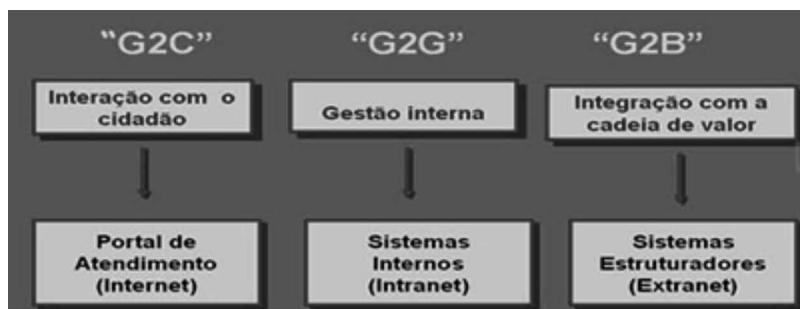 “G2C”
“G2G”
“G2B”
Interação com o
cidadão
Gestão interna
Integração com a
cadeia de valor
Portal de
Atendimento
(Internet)
Sistemas
Internos
(Intranet)
Sistemas
Estruturadores
(Extranet)